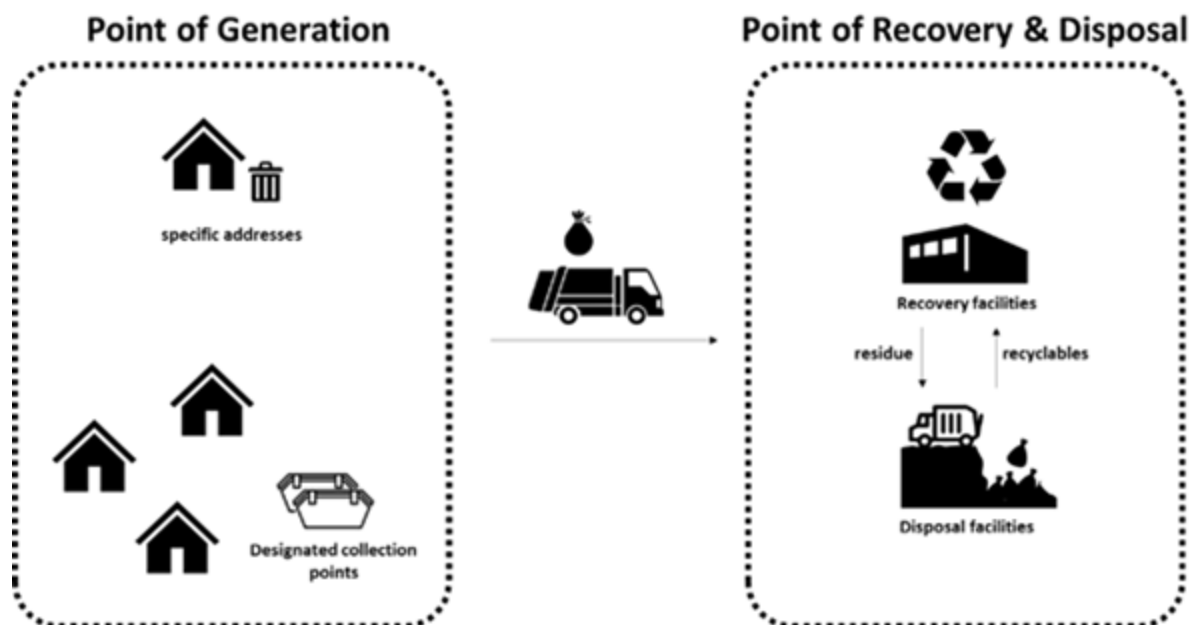 Point of Generation
Point of Recovery & Disposal
specific addresses
Designated collection
points
Recovery facilities
residue
recyclables
Disposal facilities